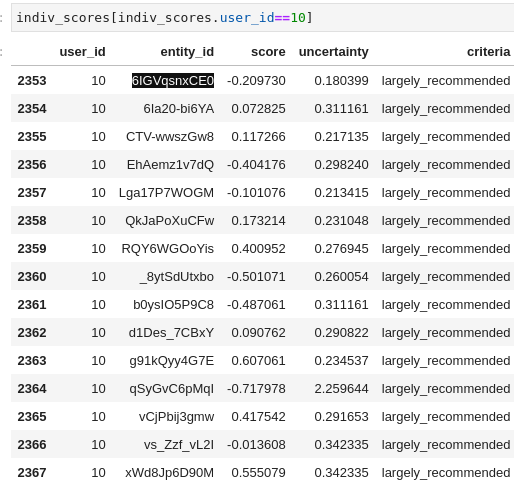 indiv_scores[indiv_scores.user_id==10]
user_id entity_id score uncertainty criteria
2353 10 6IGVqsnxCE0 -0.209730 0.180399 largely_recommended
2354 10 6Ia20-bi6YA 0.072825 0.311161 largely_recommended
2355 10 CTV-wwszGw8 0.117266 0.217135 largely_recommended
2356 10 EhAemz1v7dQ -0.404176 0.298240 largely_recommended
2357 10 Lga17P7WOGM -0.101076 0.213415 largely_recommended
2358 10 QkJaPoXuCFw 0.173214 0.231048 largely_recommended
2359 10 RQY6WGOoYis 0.400952 0.276945 largely_recommended
2360 10 _8ytSdUtxbo -0.501071 0.260054 largely_recommended
2361 10 b0ysIO5P9C8 -0.487061 0.311161 largely_recommended
2362 10 d1Des_7CBxY 0.090762 0.290822 largely_recommended
2363 10 g91kQyy4G7E 0.607061 0.234537 largely_recommended
2364 10 qSyGvC6pMqI -0.717978 2.259644 largely_recommended
2365 10 vCjPbij3gmw 0.417542 0.291653 largely_recommended
2366 10 vs_Zzf_vL2I -0.013608 0.342335 largely_recommended
2367 10 xWd8Jp6D90M 0.555079 0.342335 largely_recommended